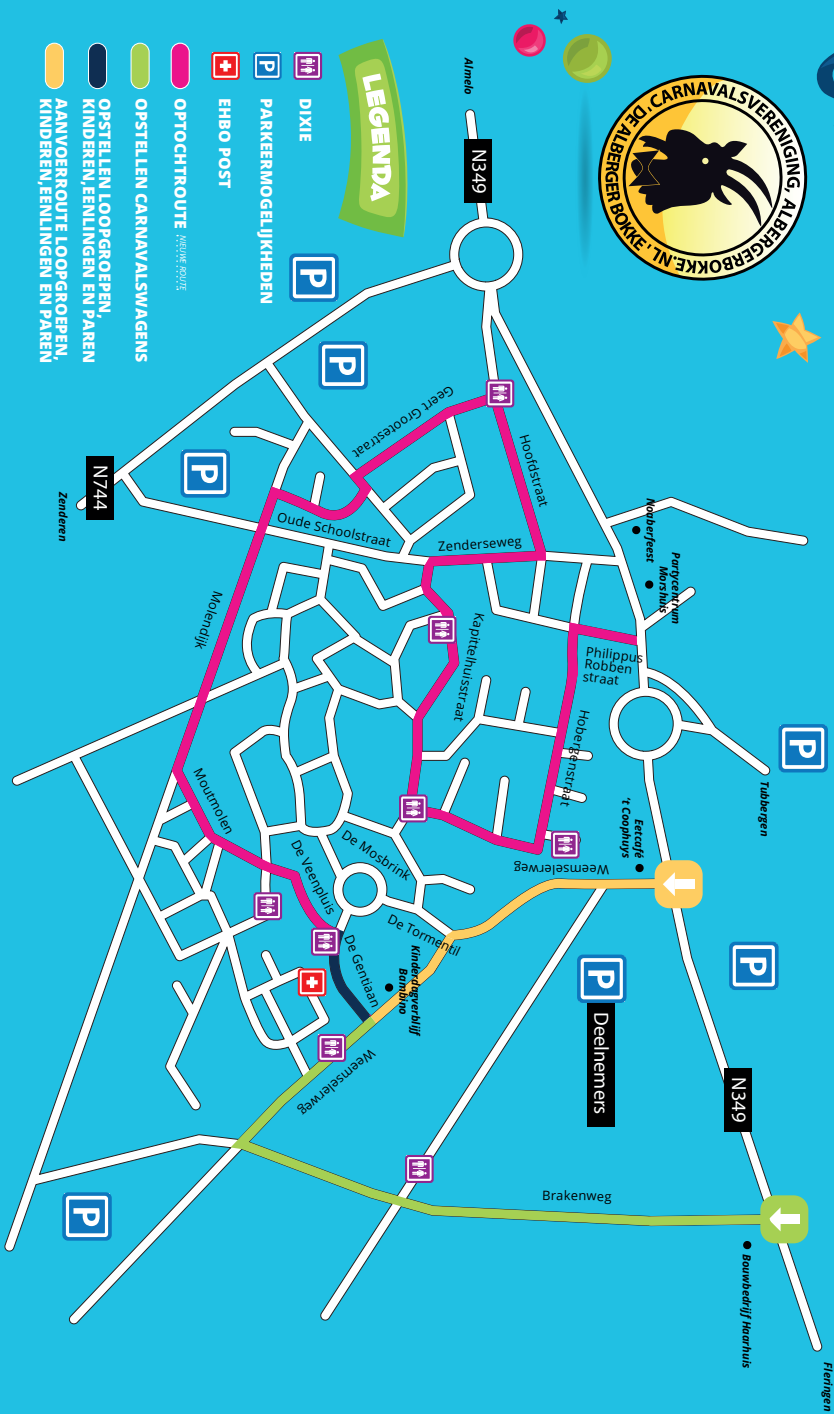 DE CARNAVALSVERENIGING, ALBERGERBOKKE.NL, DE ALBERGER BOKKE
LEGENDA
DIXIE
P PARKEERMOGELIJKHEDEN
EHBO POST
OPTOCHTROUTE NIEUWE ROUTE
OPSTELLEN CARNAVALSWAGENS
OPSTELLEN LOOPGROEPEN,
KINDEREN,EENLINGEN EN PAREN
AANVOERROUTE LOOPGROEPEN,
KINDEREN,EENLINGEN EN PAREN
Almelo
N349
P
P
P
N744
Zenderen
Geert Grootestraat
Hoofdstraat
Oude Schoolstraat
Zenderseweg
Noaberfeest
Partycentrum
Morshuis
Molendijk
Kapittelhuisstraat
Philippus
Robben
straat
Hobergenstraat
P
Tubbergen
Moutmolen
De Mosbrink
De Veenpluis
Eetcafé
't Coophuys
Weemselerweg
De Tormentil
De Gentiaan
Kinderdagverblijf
Bambino
P
Deelnemers
P
N349
Weemselerweg
Brakenweg
P
Bouwbedrijf Haarhuis
Fleringen